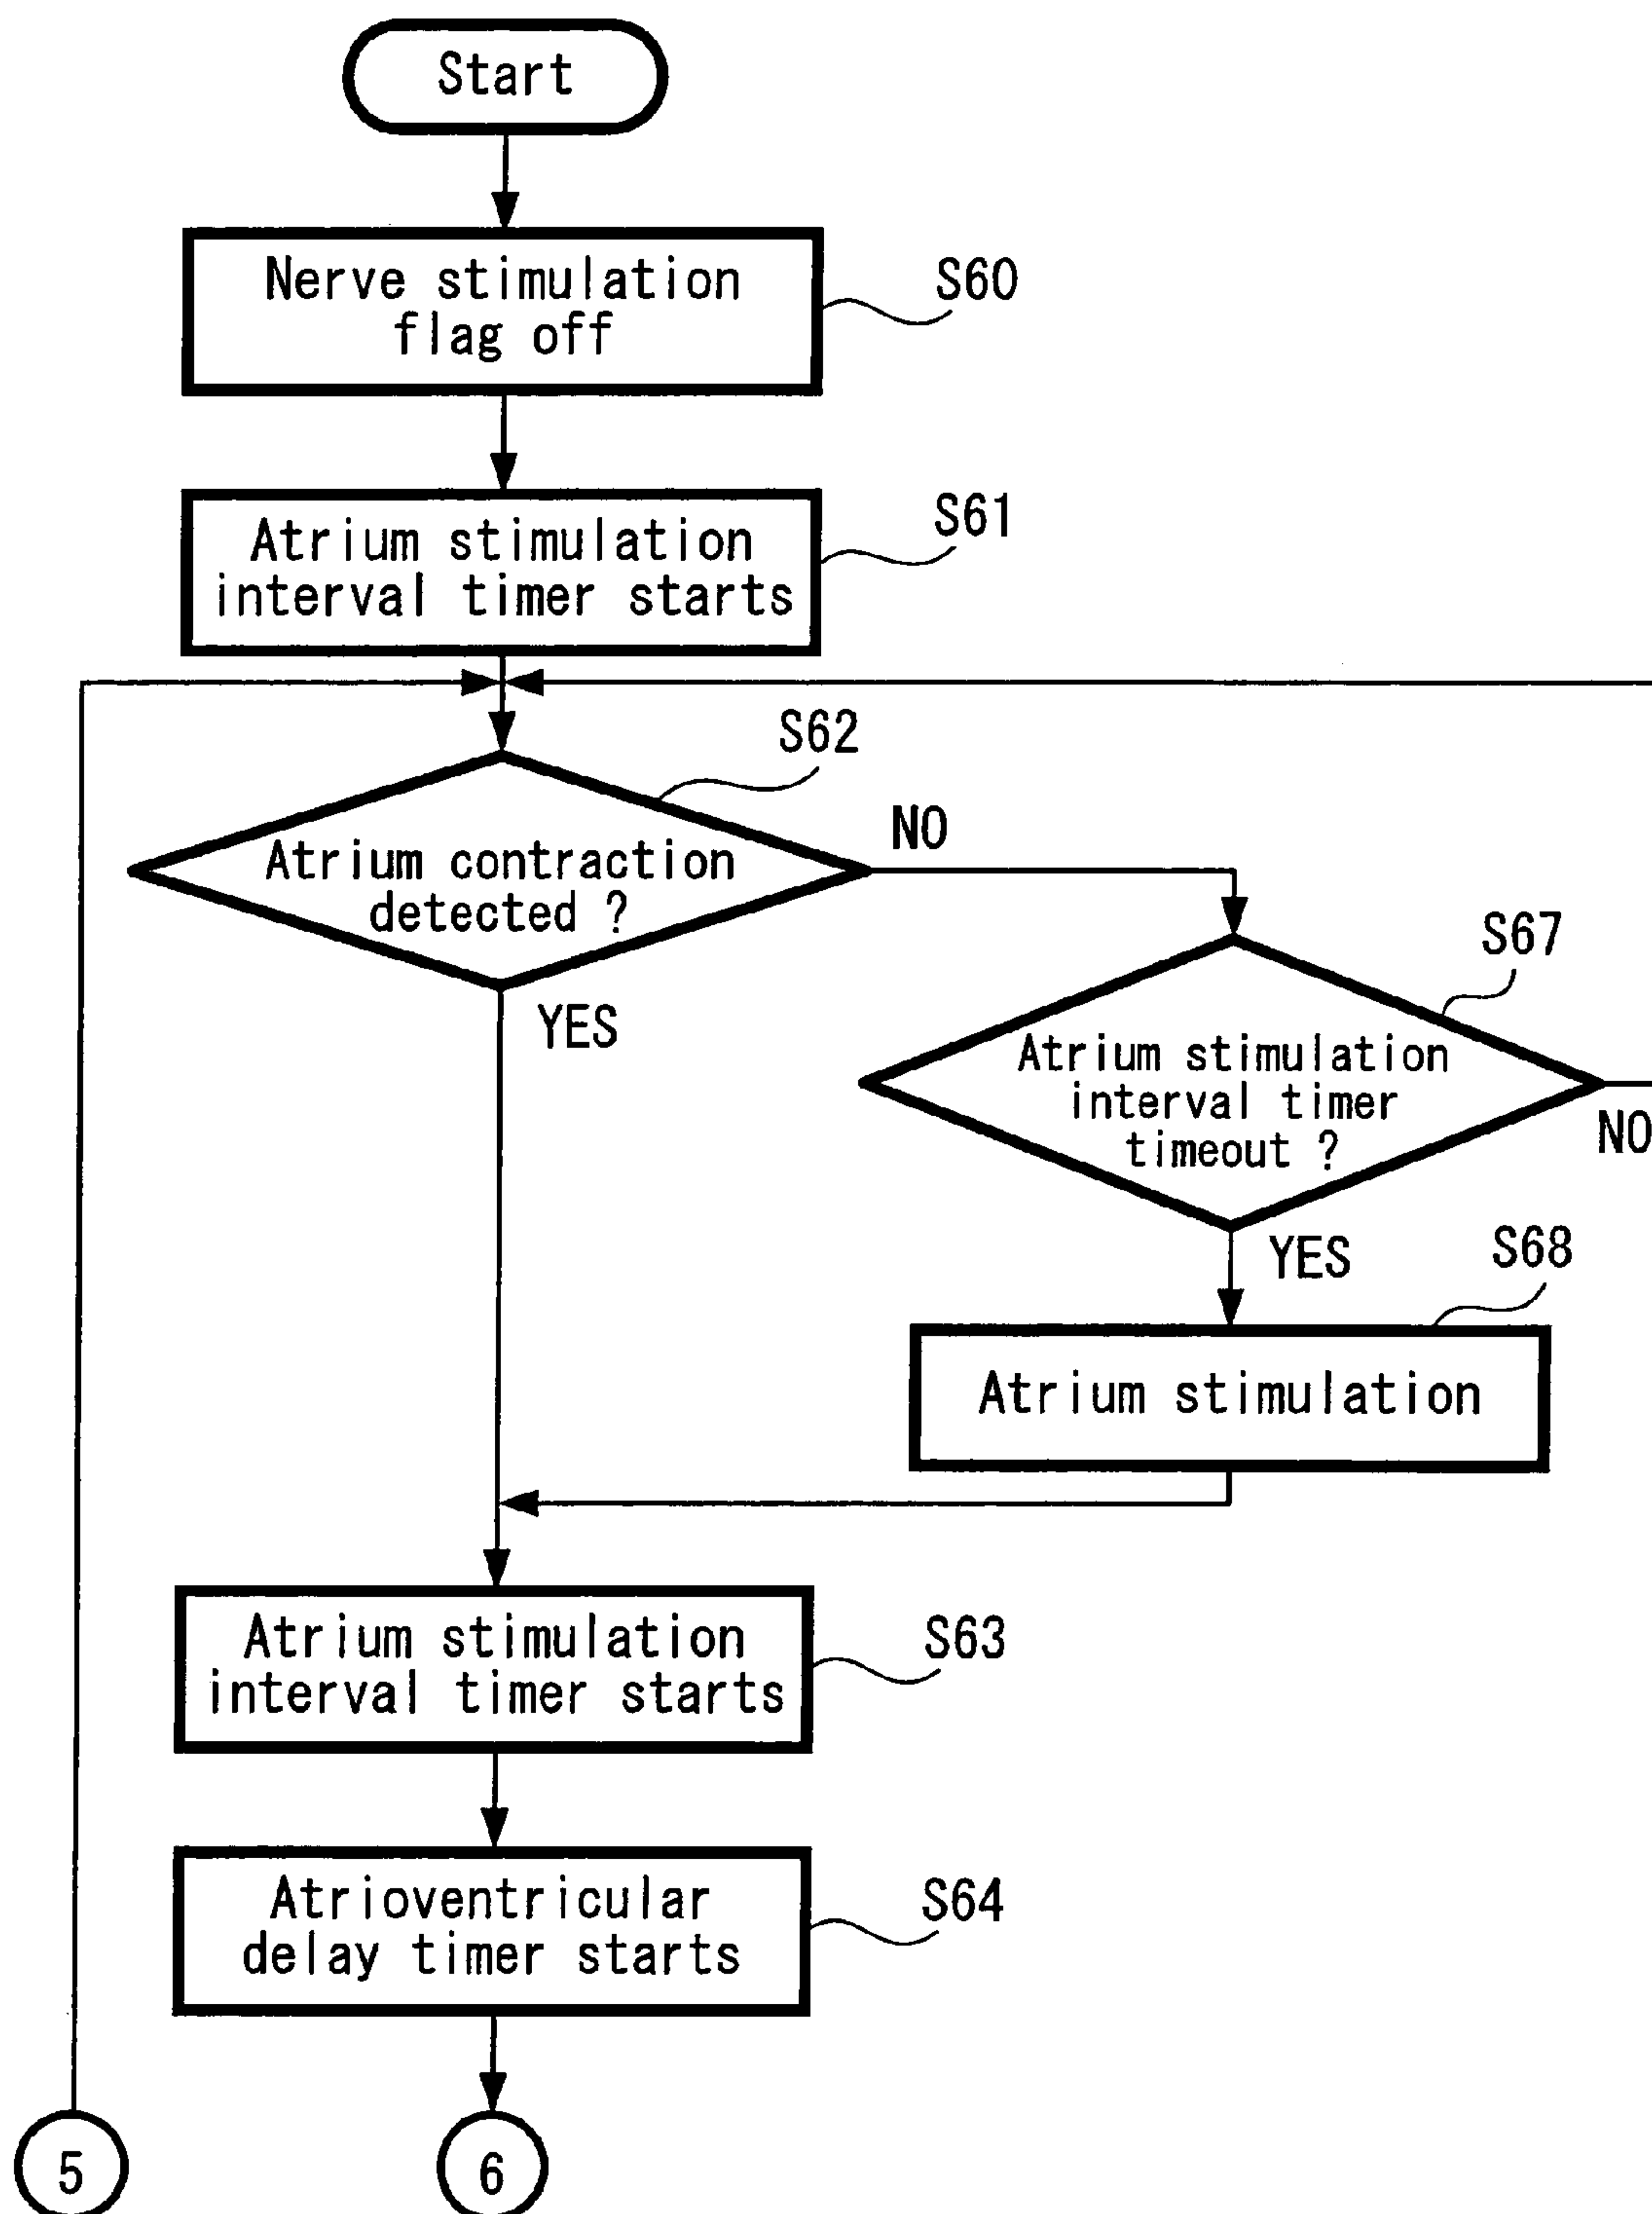 Start
Nerve stimulation
flag off
S60
Atrium stimulation
interval timer starts
S61
S62
Atrium contraction
detected ?
NO
YES
S67
Atrium stimulation
interval timer
timeout ?
NO
YES
S68
Atrium stimulation
Atrium stimulation
interval timer starts
S63
Atrioventricular
delay timer starts
S64
5
6